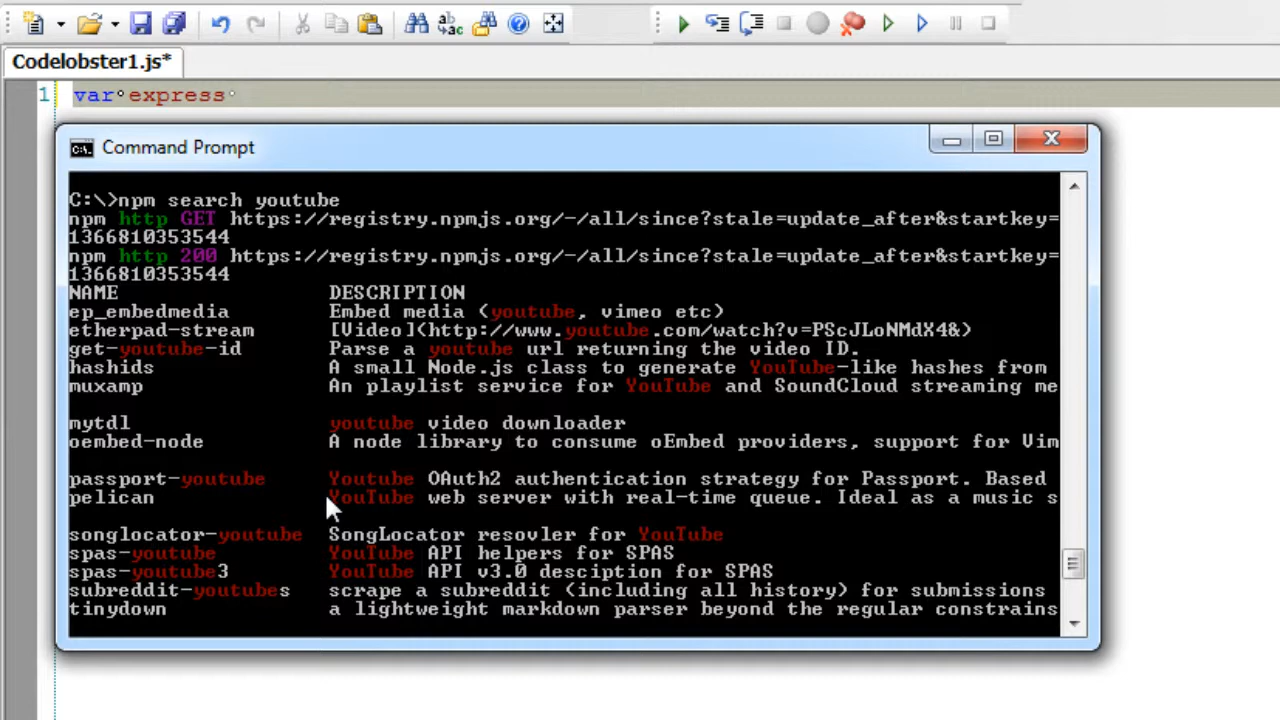 Codelobster1.js*
1 var express
Command Prompt
C:\>npm search youtube
npm http GET https://registry.npmjs.org/-/all/since?stale=update_after&startkey=
1366810353544
npm http 200 https://registry.npmjs.org/-/all/since?stale=update_after&startkey=
1366810353544
NAME DESCRIPTION
ep_embedmedia Embed media (youtube, vimeo etc)
etherpad-stream [Video](http://www.youtube.com/watch?v=PScJLoNMdX4&)
get-youtube-id Parse a youtube url returning the video ID.
hashids A small Node.js class to generate YouTube-like hashes from
muxamp An playlist service for YouTube and SoundCloud streaming me
mytdl youtube video downloader
oembed-node A node library to consume oEmbed providers, support for Vim
passport-youtube Youtube OAuth2 authentication strategy for Passport. Based
pelican YouTube web server with real-time queue. Ideal as a music s
songlocator-youtube SongLocator resovler for YouTube
spas-youtube YouTube API helpers for SPAS
spas-youtube3 YouTube API v3.0 desciption for SPAS
subreddit-youtubes scrape a subreddit (including all history) for submissions
tinydown a lightweight markdown parser beyond the regular constrains